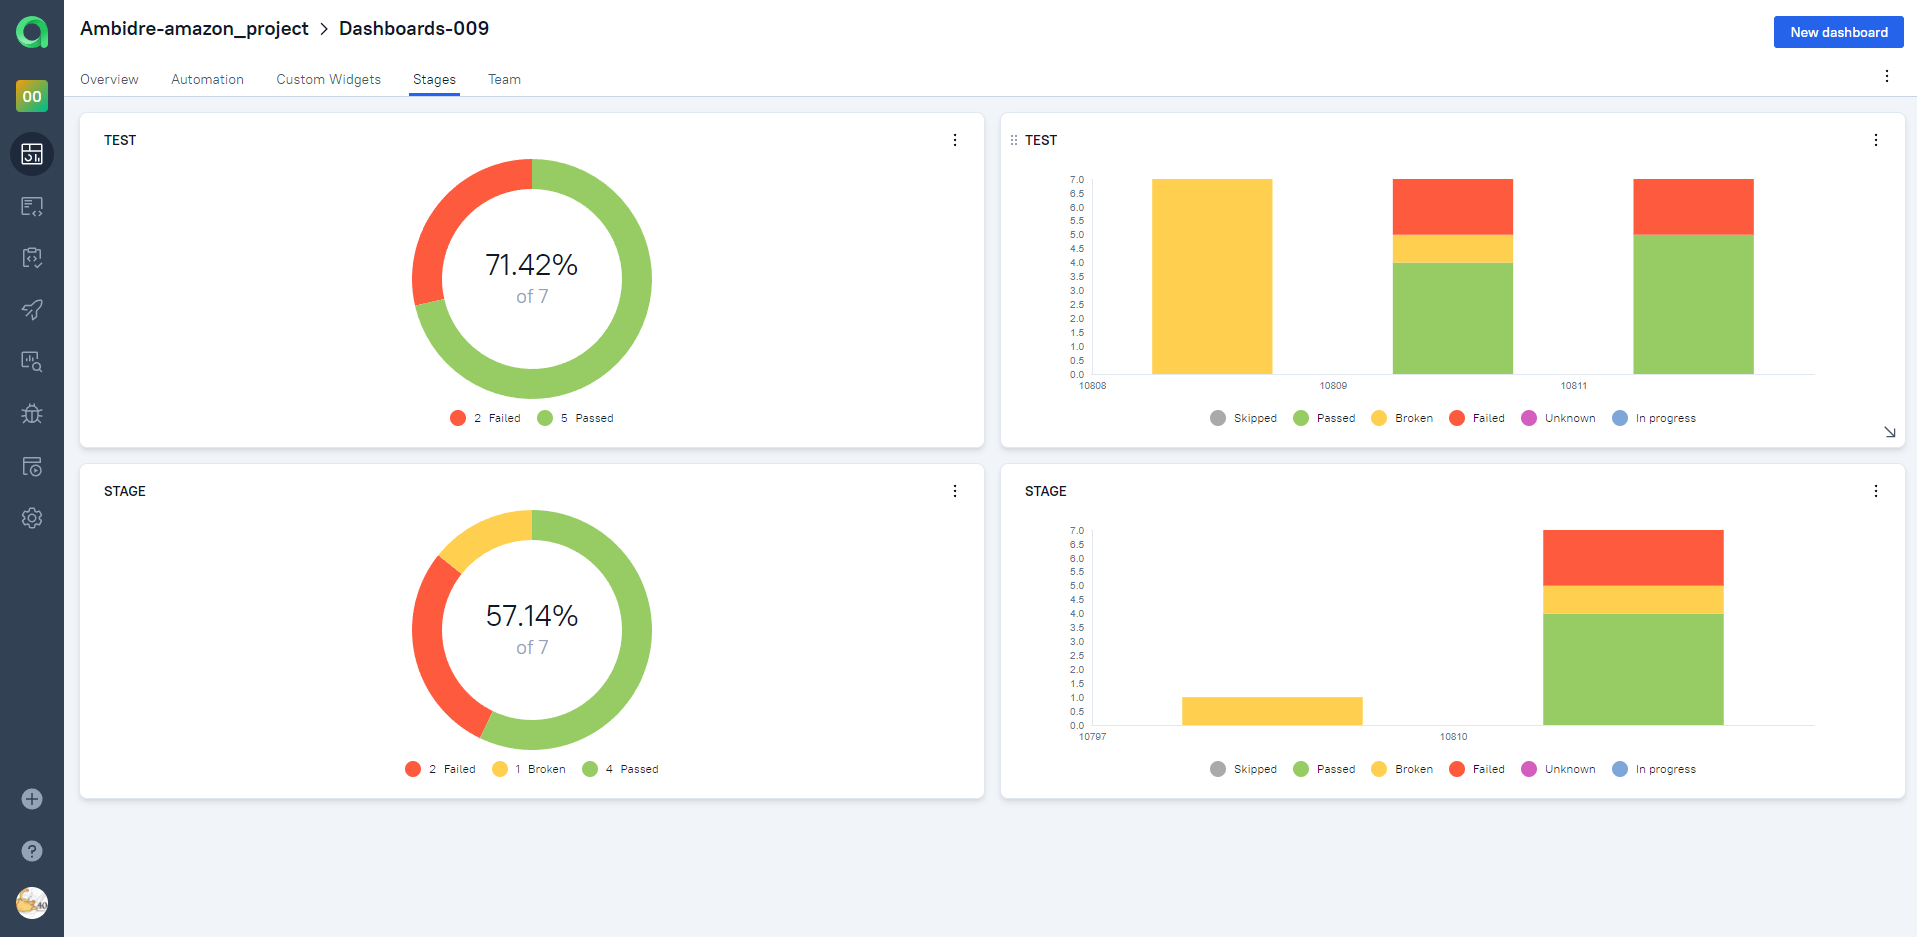 Ambidre-amazon_project > Dashboards-009
New dashboard
Overview Automation Custom Widgets Stages Team
00
TEST
71.42%
of 7
2 Failed 5 Passed
TEST
7.0
6.5
6.0
5.5
5.0
4.5
4.0
3.5
3.0
2.5
2.0
1.5
1.0
0.5
0.0
10808 10809 10811
Skipped Passed Broken Failed Unknown In progress
STAGE
57.14%
of 7
2 Failed 1 Broken 4 Passed
STAGE
7.0
6.5
6.0
5.5
5.0
4.5
4.0
3.5
3.0
2.5
2.0
1.5
1.0
0.5
0.0
10797 10810
Skipped Passed Broken Failed Unknown In progress